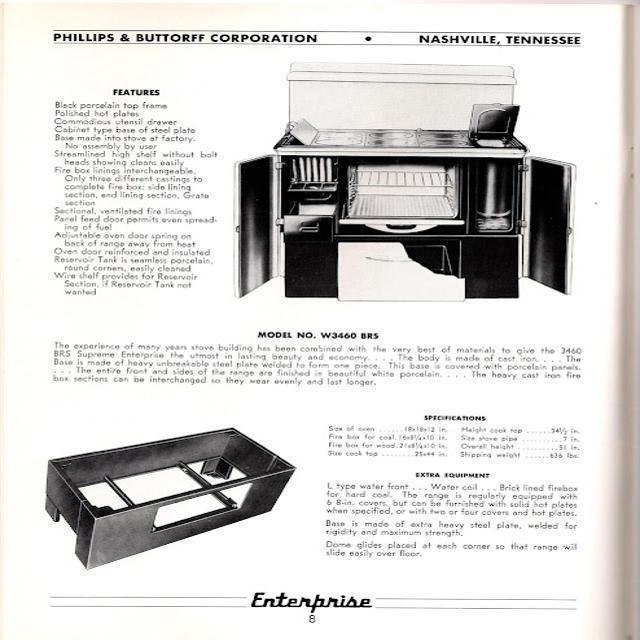 PHILLIPS & BUTTORFF CORPORATION • NASHVILLE, TENNESSEE
FEATURES
Black porcelain top frame
Polished hot plates
Commodious utensil drawer
Cabinet type base of steel plate
Base made into stove at factory.
No assembly by user
Streamlined high shelf without bolt
heads showing cleans easily
Fire box linings interchangeable.
Only three different castings to
complete fire box; side lining
section, end lining section, Grate
section
Sectional, ventilated fire linings
Panel feed door permits even spread-
ing of fuel
Adjustable oven door spring on
back of range away from heat
Oven door reinforced and insulated
Reservoir Tank is seamless porcelain,
round corners, easily cleaned
Wire shelf provides for Reservoir
Section, if Reservoir Tank not
wanted
MODEL NO. W3460 BRS
The experience of many years stove building has been combined with the very best of materials to give the 3460
BRS Supreme Enterprise the utmost in lasting beauty and economy. . . . The body is made of cast iron. . . . The
Base is made of heavy unbreakable steel plate welded to form one piece. This base is covered with porcelain panels.
. . . The entire front and sides of the range are finished in beautiful white porcelain. . . . The heavy cast iron fire
box sections can be interchanged so they wear evenly and last longer.
SPECIFICATIONS
Size of oven ......18x18x12 in. Height cook top .....34½ in.
Fire box for coal.16x8¼x10 in. Size stove pipe .......7 in.
Fire box for wood.21x8¼x10 in. Overall height ........51 in.
Size cook top ........25x44 in. Shipping weight ....636 lbs.
EXTRA EQUIPMENT
L type water front . . . Water coil . . . Brick lined firebox
for hard coal. The range is regularly equipped with
6 8-in. covers, but can be furnished with solid hot plates
when specified, or with two or four covers and hot plates.
Base is made of extra heavy steel plate, welded for
rigidity and maximum strength.
Dome glides placed at each corner so that range will
slide easily over floor.
Enterprise
8